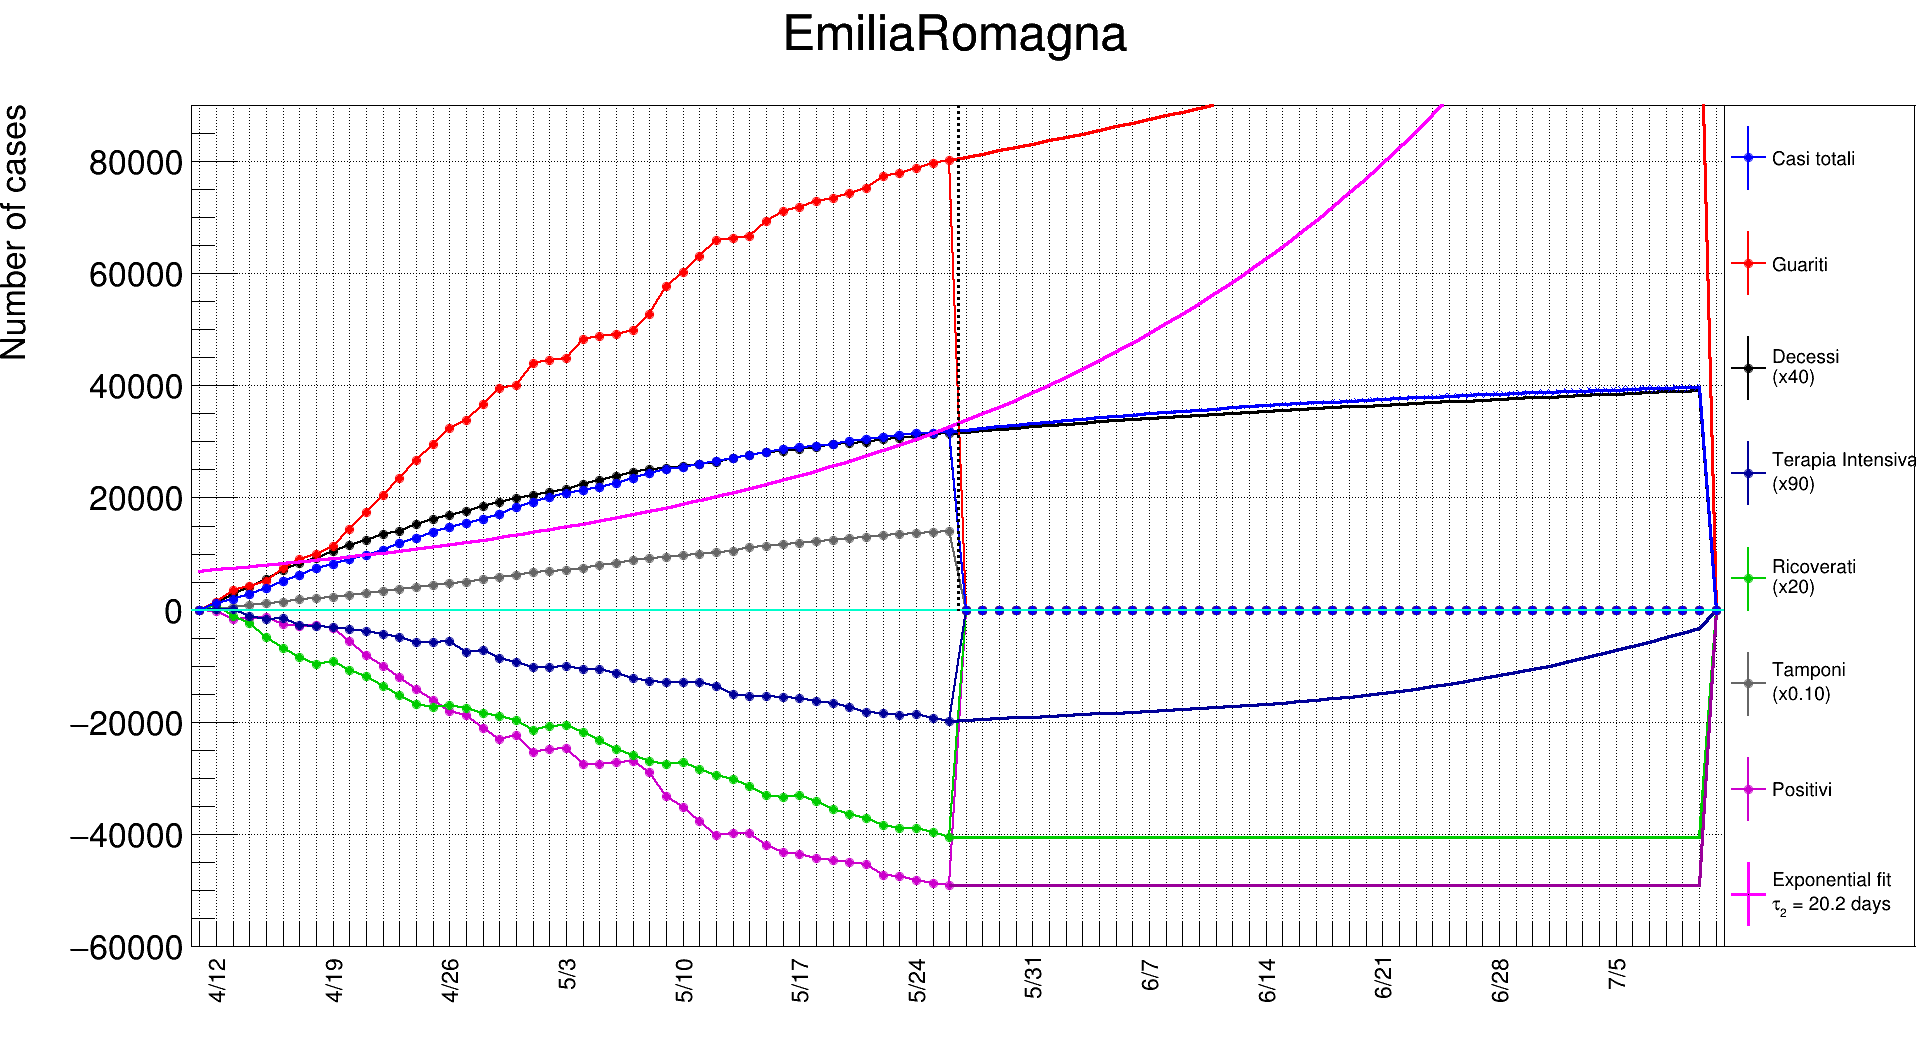 EmiliaRomagna
Number of cases
80000
60000
40000
20000
0
−20000
−40000
−60000
4/12
4/19
4/26
5/3
5/10
5/17
5/24
5/31
6/7
6/14
6/21
6/28
7/5
Casi totali
Guariti
Decessi
(x40)
Terapia Intensiva
(x90)
Ricoverati
(x20)
Tamponi
(x0.10)
Positivi
Exponential fit
τ2 = 20.2 days